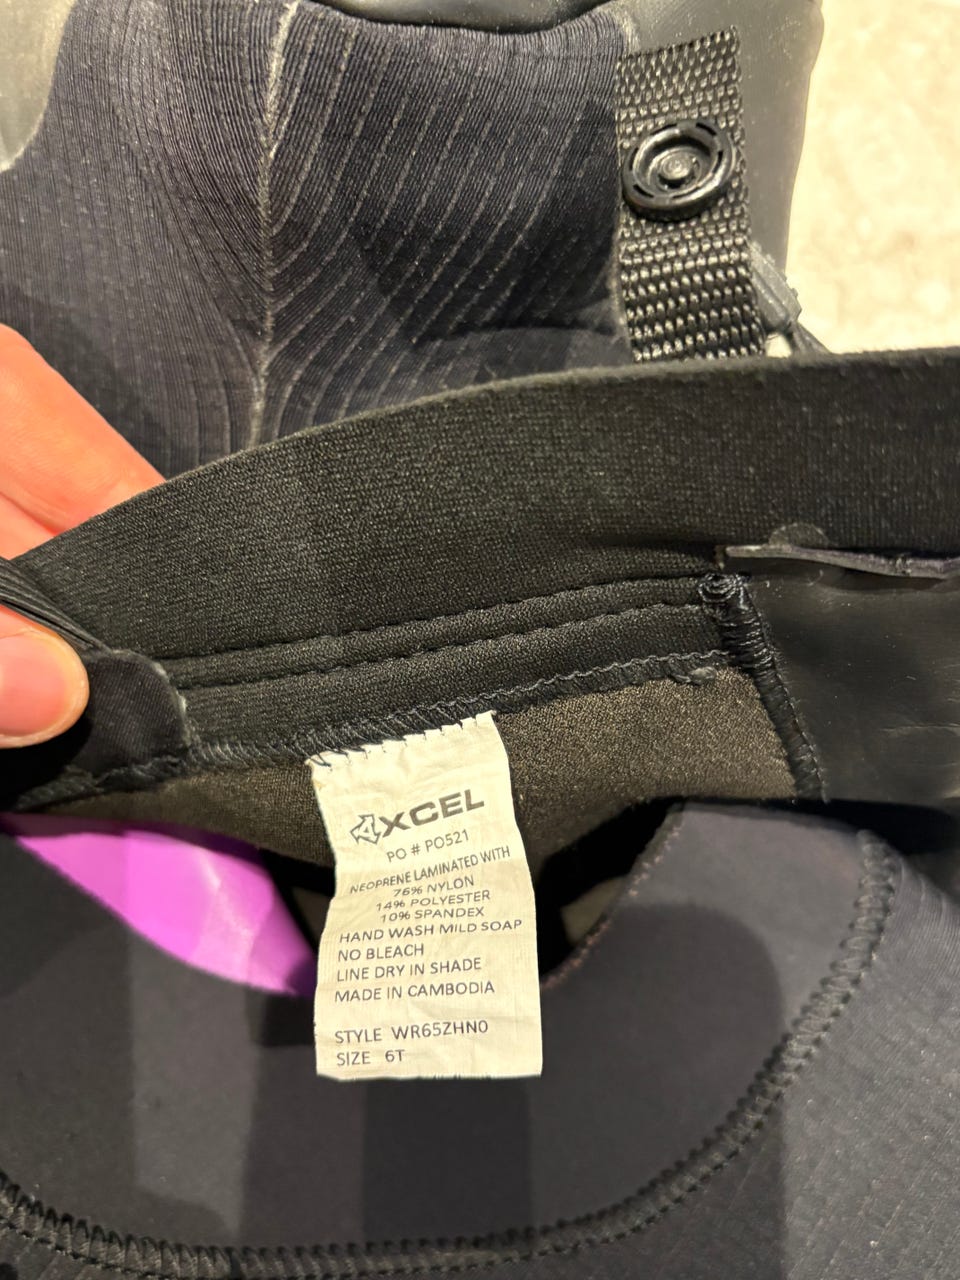 XCEL
PO # PO521
NEOPRENE LAMINATED WITH
76% NYLON
14% POLYESTER
10% SPANDEX
HAND WASH MILD SOAP
NO BLEACH
LINE DRY IN SHADE
MADE IN CAMBODIA
STYLE WR65ZHN0
SIZE 6T